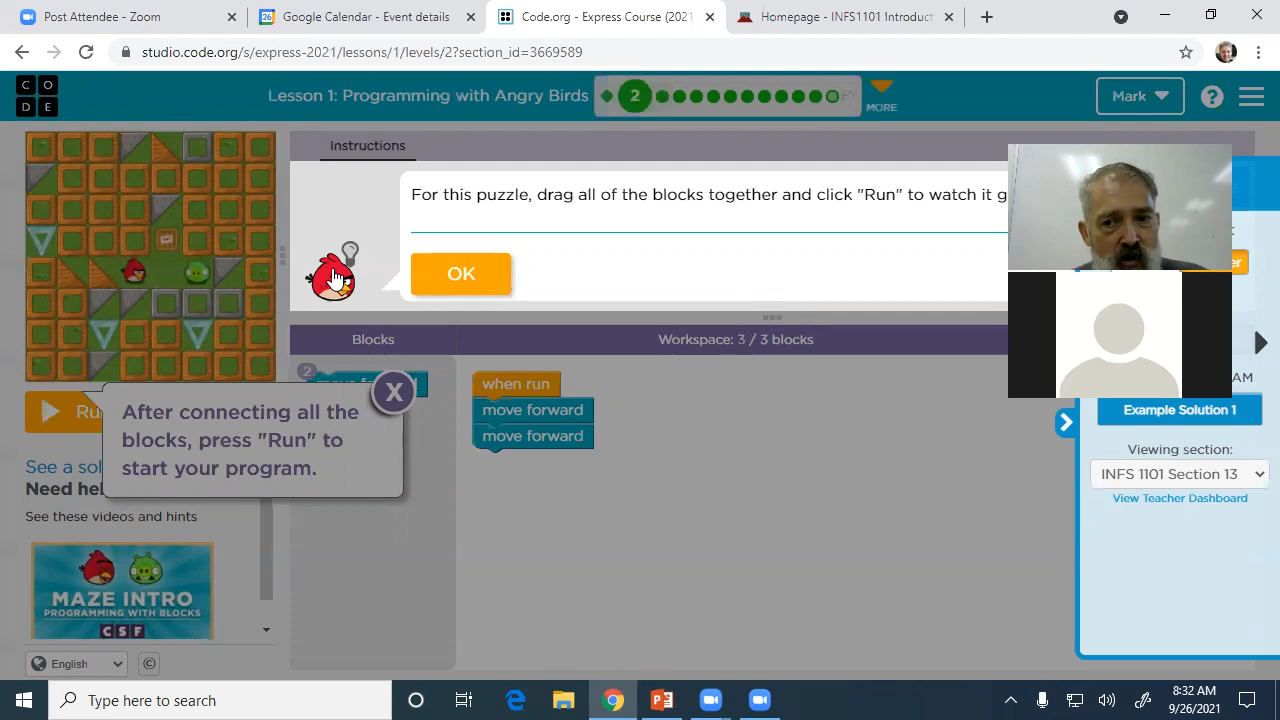 Post Attendee - Zoom
Google Calendar - Event details
Code.org - Express Course (2021
Homepage - INFS1101 Introduct
studio.code.org/s/express-2021/lessons/1/levels/2?section_id=3669589
C O
D E
Lesson 1: Programming with Angry Birds
2
MORE
Mark
Instructions
For this puzzle, drag all of the blocks together and click "Run" to watch it g
OK
Blocks
Workspace: 3 / 3 blocks
2
when run
move forward
move forward
Ru
After connecting all the
blocks, press "Run" to
start your program.
X
See a sol
Need hel
See these videos and hints
MAZE INTRO
PROGRAMMING WITH BLOCKS
C S F
English
AM
Example Solution 1
Viewing section:
INFS 1101 Section 13
View Teacher Dashboard
Type here to search
8:32 AM
9/26/2021